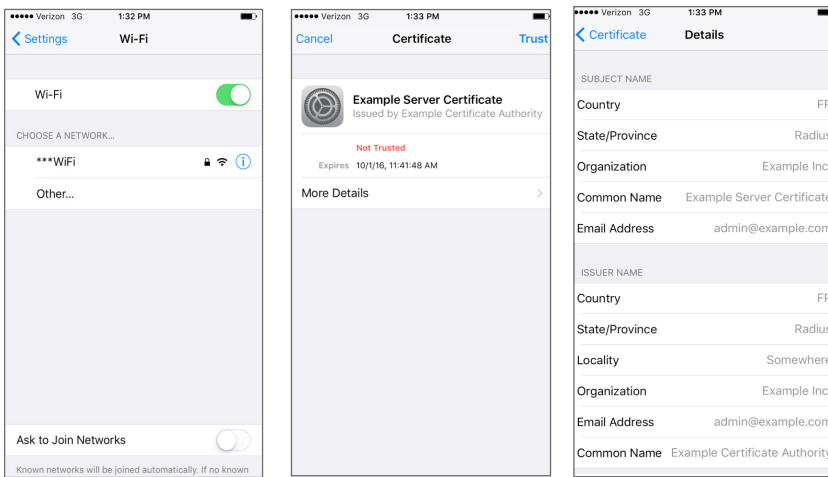 Verizon 3G 1:32 PM
Settings Wi-Fi
Wi-Fi
CHOOSE A NETWORK...
***WiFi
Other...
Ask to Join Networks
Known networks will be joined automatically. If no known
Verizon 3G 1:33 PM
Cancel Certificate Trust
Example Server Certificate
Issued by Example Certificate Authority
Not Trusted
Expires 10/1/16, 11:41:48 AM
More Details
Verizon 3G 1:33 PM
Certificate Details
SUBJECT NAME
Country FR
State/Province Radius
Organization Example Inc.
Common Name Example Server Certificate
Email Address admin@example.com
ISSUER NAME
Country FR
State/Province Radius
Locality Somewhere
Organization Example Inc.
Email Address admin@example.com
Common Name Example Certificate Authority